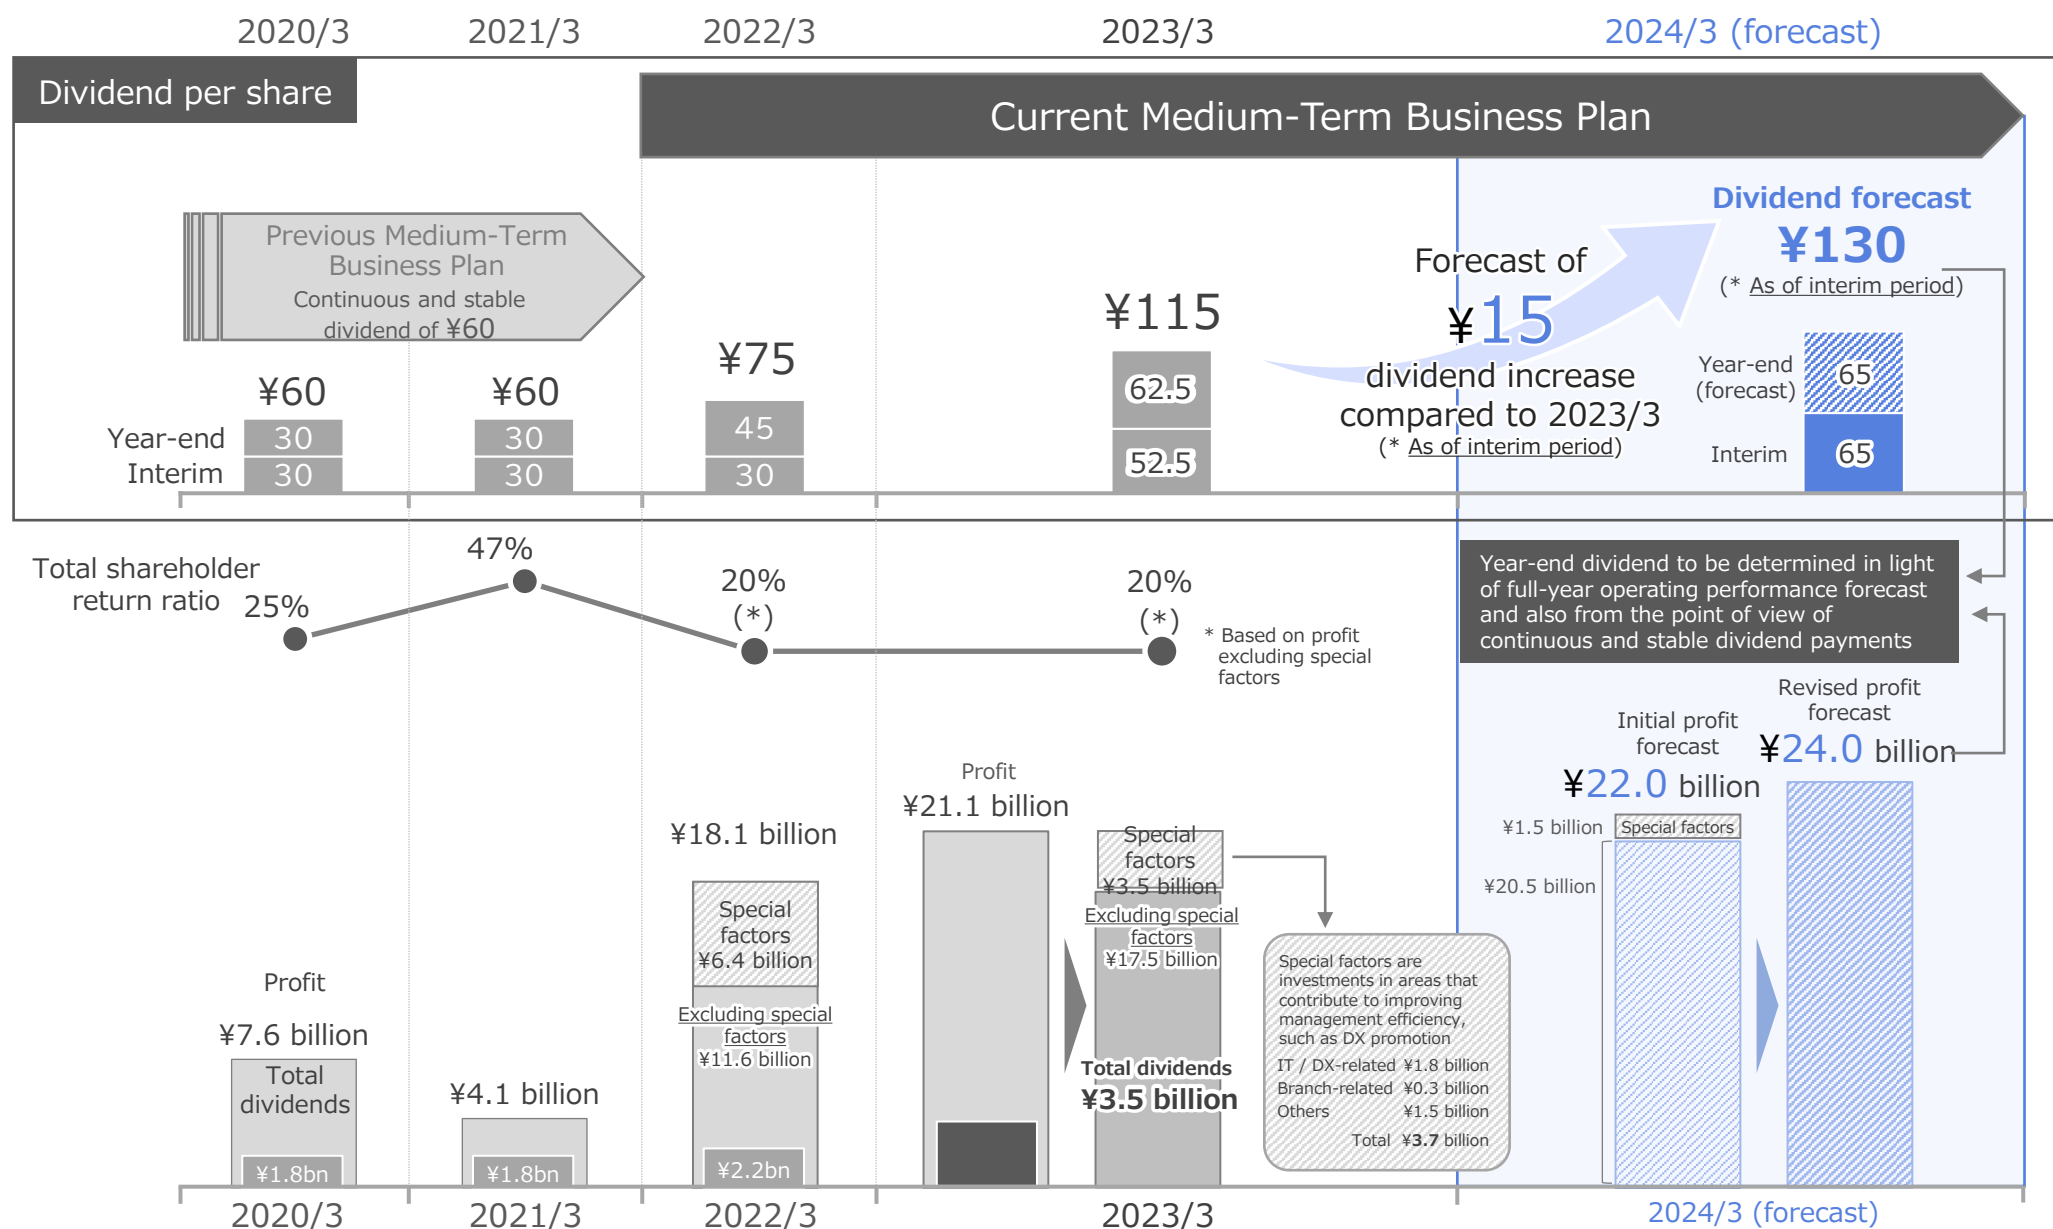 2020/3
2021/3
2022/3
2023/3
2024/3 (forecast)
Dividend per share
Current Medium-Term Business Plan
Previous Medium-Term
Business Plan
Continuous and stable
dividend of ¥60
Dividend forecast
¥130
(* As of interim period)
Forecast of
¥15
dividend increase
compared to 2023/3
(* As of interim period)
¥60
¥60
¥75
¥115
Year-end
Interim
30
30
30
30
45
30
62.5
52.5
Year-end
(forecast)
65
Interim
65
Total shareholder
return ratio
25%
47%
20%
(*)
20%
(*)
* Based on profit
excluding special
factors
Year-end dividend to be determined in light
of full-year operating performance forecast
and also from the point of view of
continuous and stable dividend payments
Profit
¥7.6 billion
Total
dividends
¥1.8bn
¥4.1 billion
¥1.8bn
¥18.1 billion
Special
factors
¥6.4 billion
Excluding special
factors
¥11.6 billion
¥2.2bn
Profit
¥21.1 billion
Special
factors
¥3.5 billion
Excluding special
factors
¥17.5 billion
Total dividends
¥3.5 billion
Special factors are
investments in areas that
contribute to improving
management efficiency,
such as DX promotion
IT / DX-related ¥1.8 billion
Branch-related ¥0.3 billion
Others ¥1.5 billion
Total ¥3.7 billion
Initial profit
forecast
¥22.0 billion
Revised profit
forecast
¥24.0 billion
¥1.5 billion
Special factors
¥20.5 billion
2020/3
2021/3
2022/3
2023/3
2024/3 (forecast)